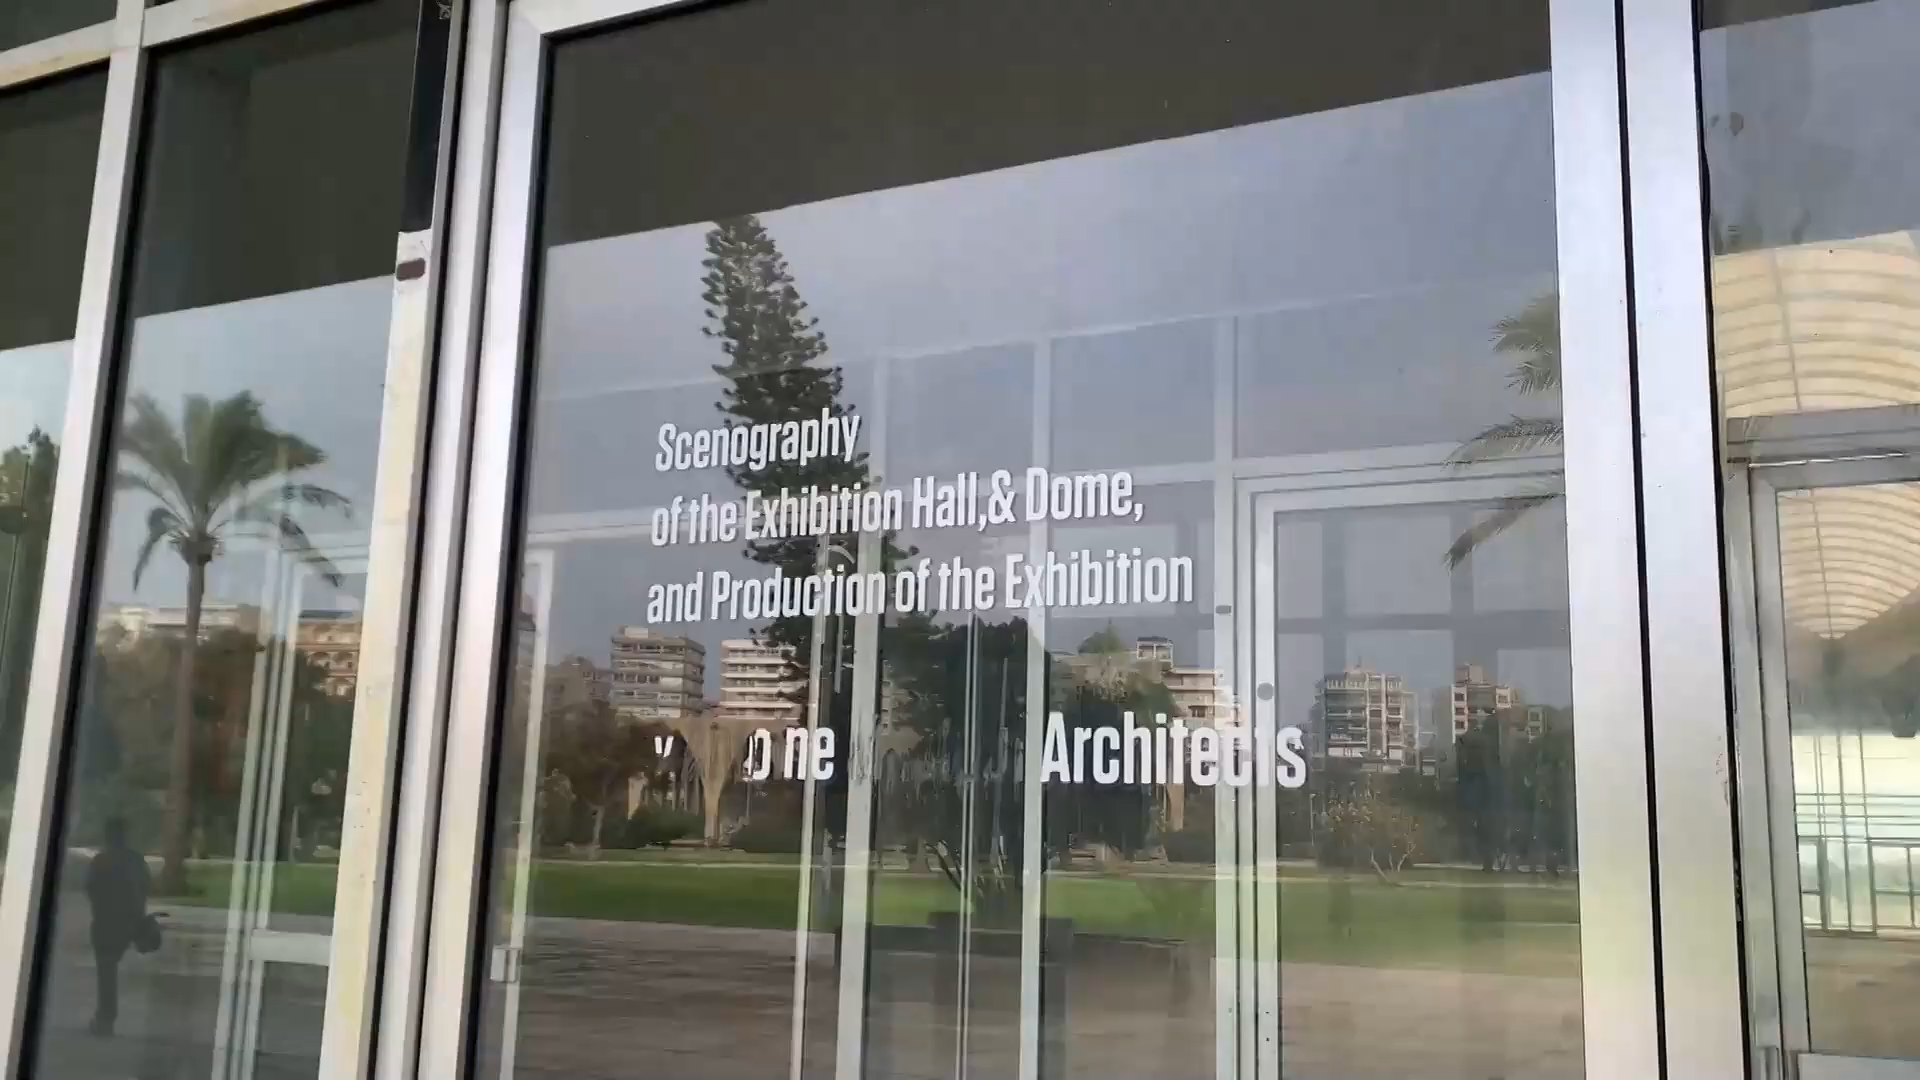 Scenography
of the Exhibition Hall,& Dome,
and Production of the Exhibition
Architects